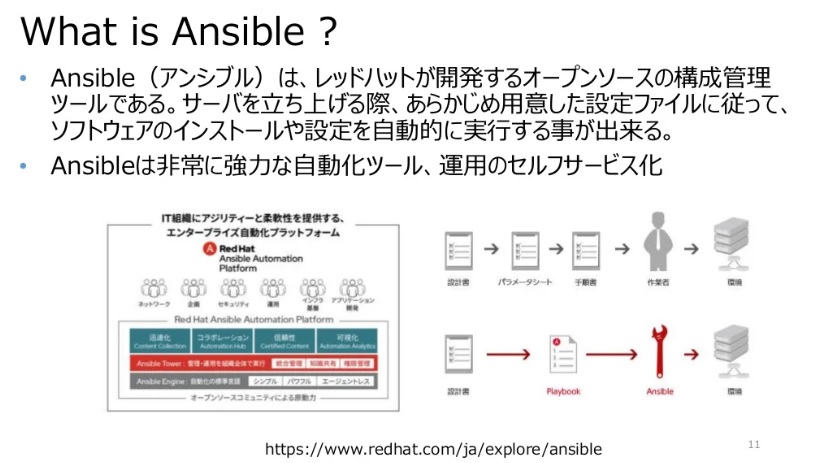 What is Ansible ?
• Ansible（アンシブル）は、レッドハットが開発するオープンソースの構成管理
ツールである。サーバを立ち上げる際、あらかじめ用意した設定ファイルに従って、
ソフトウェアのインストールや設定を自動的に実行する事が出来る。
• Ansibleは非常に強力な自動化ツール、運用のセルフサービス化
IT組織にアジリティーと柔軟性を提供する、
エンタープライズ自動化プラットフォーム
Red Hat
Ansible Automation
Platform
ネットワーク 企画 セキュリティ 運用 インフラ基盤 アプリケーション開発
Red Hat Ansible Automation Platform
迅速化 コラボレーション 信頼性 可視化
Content Collection Automation Hub Certified Content Automation Analytics
Ansible Tower : 管理・運用を組織全体で実行 統合管理 知識共有 権限管理
Ansible Engine : 自動化の標準言語 シンプル パワフル エージェントレス
オープンソースコミュニティによる原動力
設計書 パラメータシート 手順書 作業者 環境
設計書 Playbook Ansible 環境
https://www.redhat.com/ja/explore/ansible
11